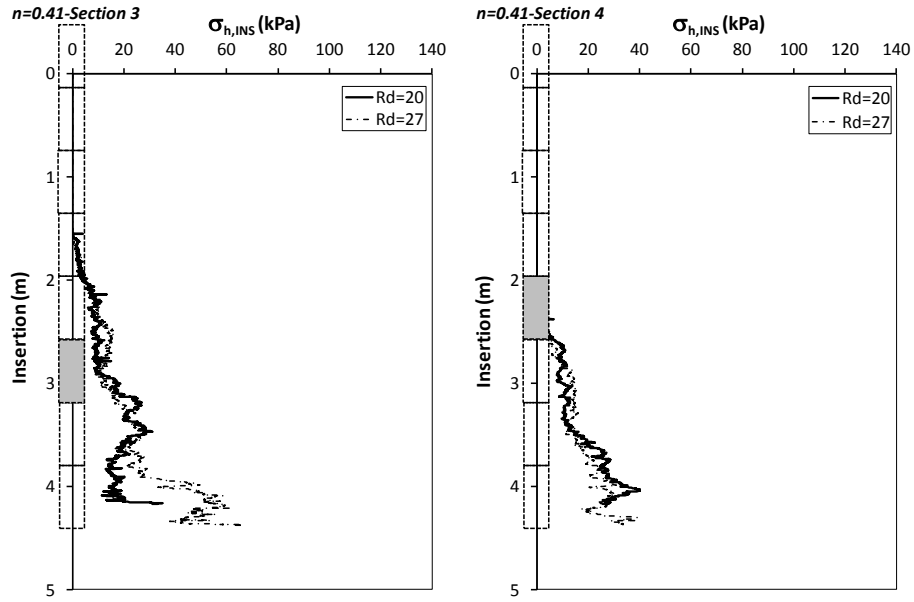 n=0.41-Section 3
σh,INS (kPa)
0 20 40 60 80 100 120 140
0
1
2
3
4
5
Insertion (m)
Rd=20
Rd=27
n=0.41-Section 4
σh,INS (kPa)
0 20 40 60 80 100 120 140
0
1
2
3
4
5
Insertion (m)
Rd=20
Rd=27